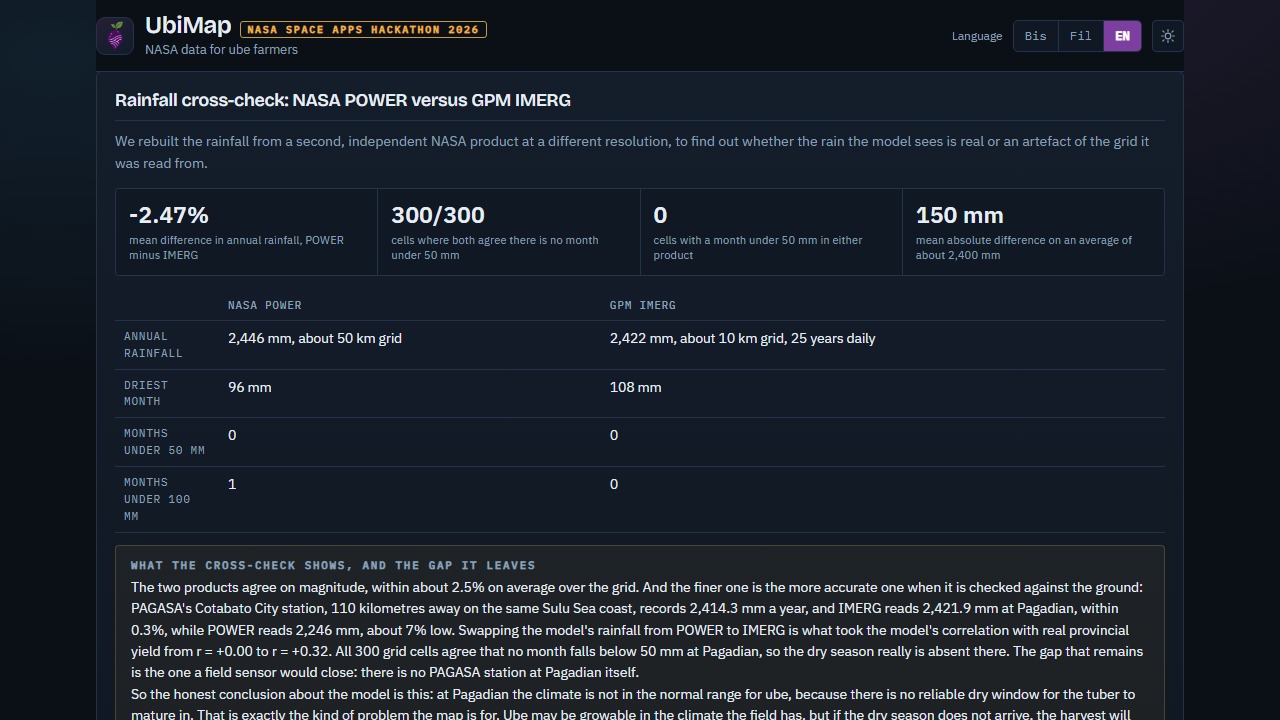 UbiMap NASA SPACE APPS HACKATHON 2026
NASA data for ube farmers
Language Bis Fil EN
Rainfall cross-check: NASA POWER versus GPM IMERG
We rebuilt the rainfall from a second, independent NASA product at a different resolution, to find out whether the rain the model sees is real or an artefact of the grid it
was read from.
-2.47%
mean difference in annual rainfall, POWER
minus IMERG
300/300
cells where both agree there is no month
under 50 mm
0
cells with a month under 50 mm in either
product
150 mm
mean absolute difference on an average of
about 2,400 mm
NASA POWER GPM IMERG
ANNUAL
RAINFALL
2,446 mm, about 50 km grid 2,422 mm, about 10 km grid, 25 years daily
DRIEST
MONTH
96 mm 108 mm
MONTHS
UNDER 50 MM
0 0
MONTHS
UNDER 100
MM
1 0
WHAT THE CROSS-CHECK SHOWS, AND THE GAP IT LEAVES
The two products agree on magnitude, within about 2.5% on average over the grid. And the finer one is the more accurate one when it is checked against the ground:
PAGASA's Cotabato City station, 110 kilometres away on the same Sulu Sea coast, records 2,414.3 mm a year, and IMERG reads 2,421.9 mm at Pagadian, within
0.3%, while POWER reads 2,246 mm, about 7% low. Swapping the model's rainfall from POWER to IMERG is what took the model's correlation with real provincial
yield from r = +0.00 to r = +0.32. All 300 grid cells agree that no month falls below 50 mm at Pagadian, so the dry season really is absent there. The gap that remains
is the one a field sensor would close: there is no PAGASA station at Pagadian itself.
So the honest conclusion about the model is this: at Pagadian the climate is not in the normal range for ube, because there is no reliable dry window for the tuber to
mature in. That is exactly the kind of problem the map is for. Ube may be growable in the climate the field has, but if the dry season does not arrive, the harvest will